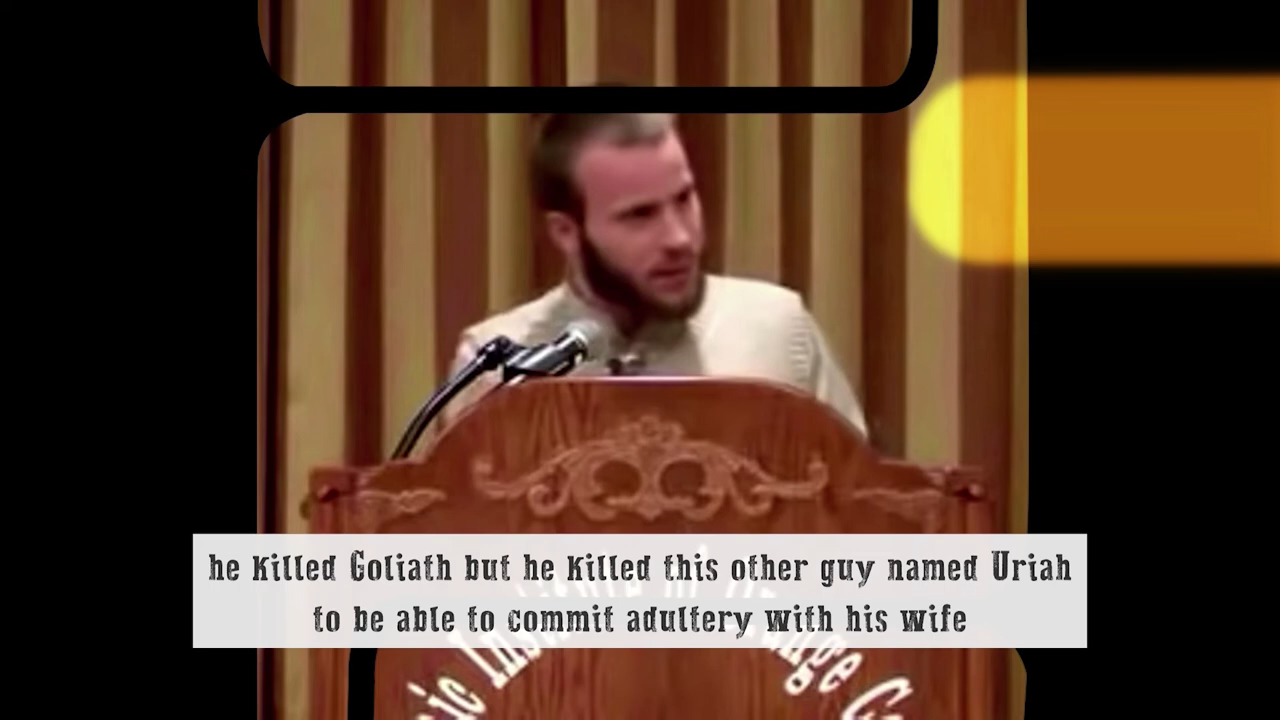 he killed Goliath but he killed this other guy named Uriah
to be able to commit adultery with his wife
Orange